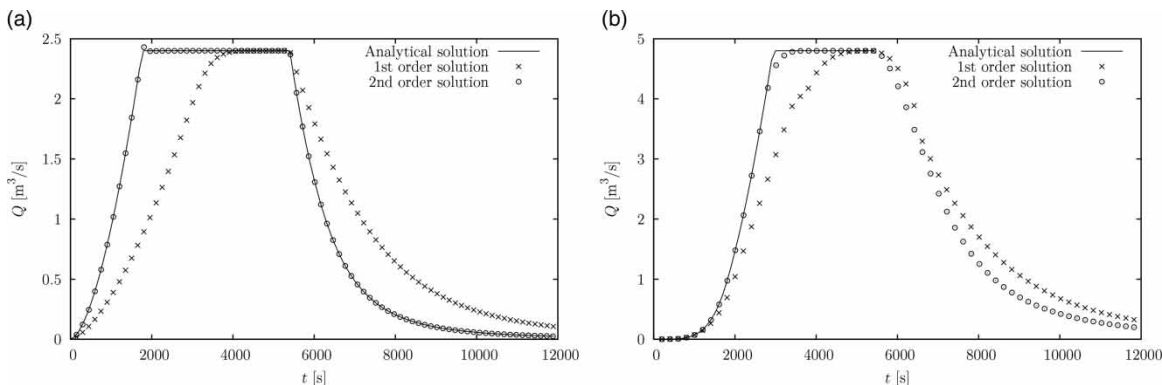 (a)
2.5
2
1.5
1
0.5
0
Q [m³/s]
Analytical solution
1st order solution
2nd order solution
0 2000 4000 6000 8000 10000 12000
t [s]
(b)
5
4
3
2
1
0
Q [m³/s]
Analytical solution
1st order solution
2nd order solution
0 2000 4000 6000 8000 10000 12000
t [s]